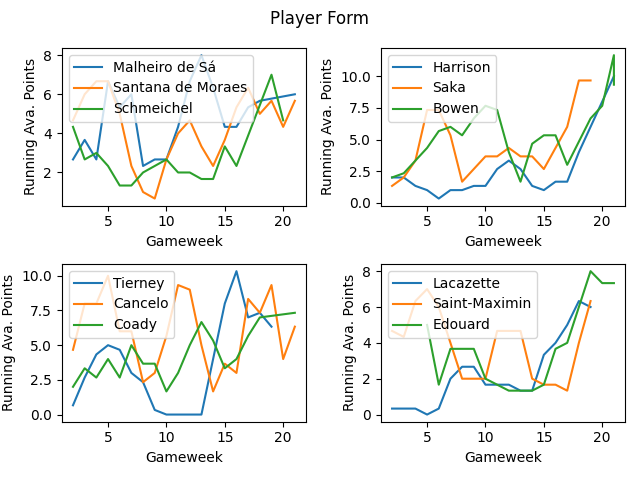 Player Form
8
6
4
2
Running Ava. Points
Malheiro de Sá
Santana de Moraes
Schmeichel
5
10
15
20
Gameweek
10.0
7.5
5.0
2.5
0.0
Running Ava. Points
Harrison
Saka
Bowen
5
10
15
20
Gameweek
10.0
7.5
5.0
2.5
0.0
Running Ava. Points
Tierney
Cancelo
Coady
5
10
15
20
Gameweek
8
6
4
2
0
Running Ava. Points
Lacazette
Saint-Maximin
Edouard
5
10
15
20
Gameweek